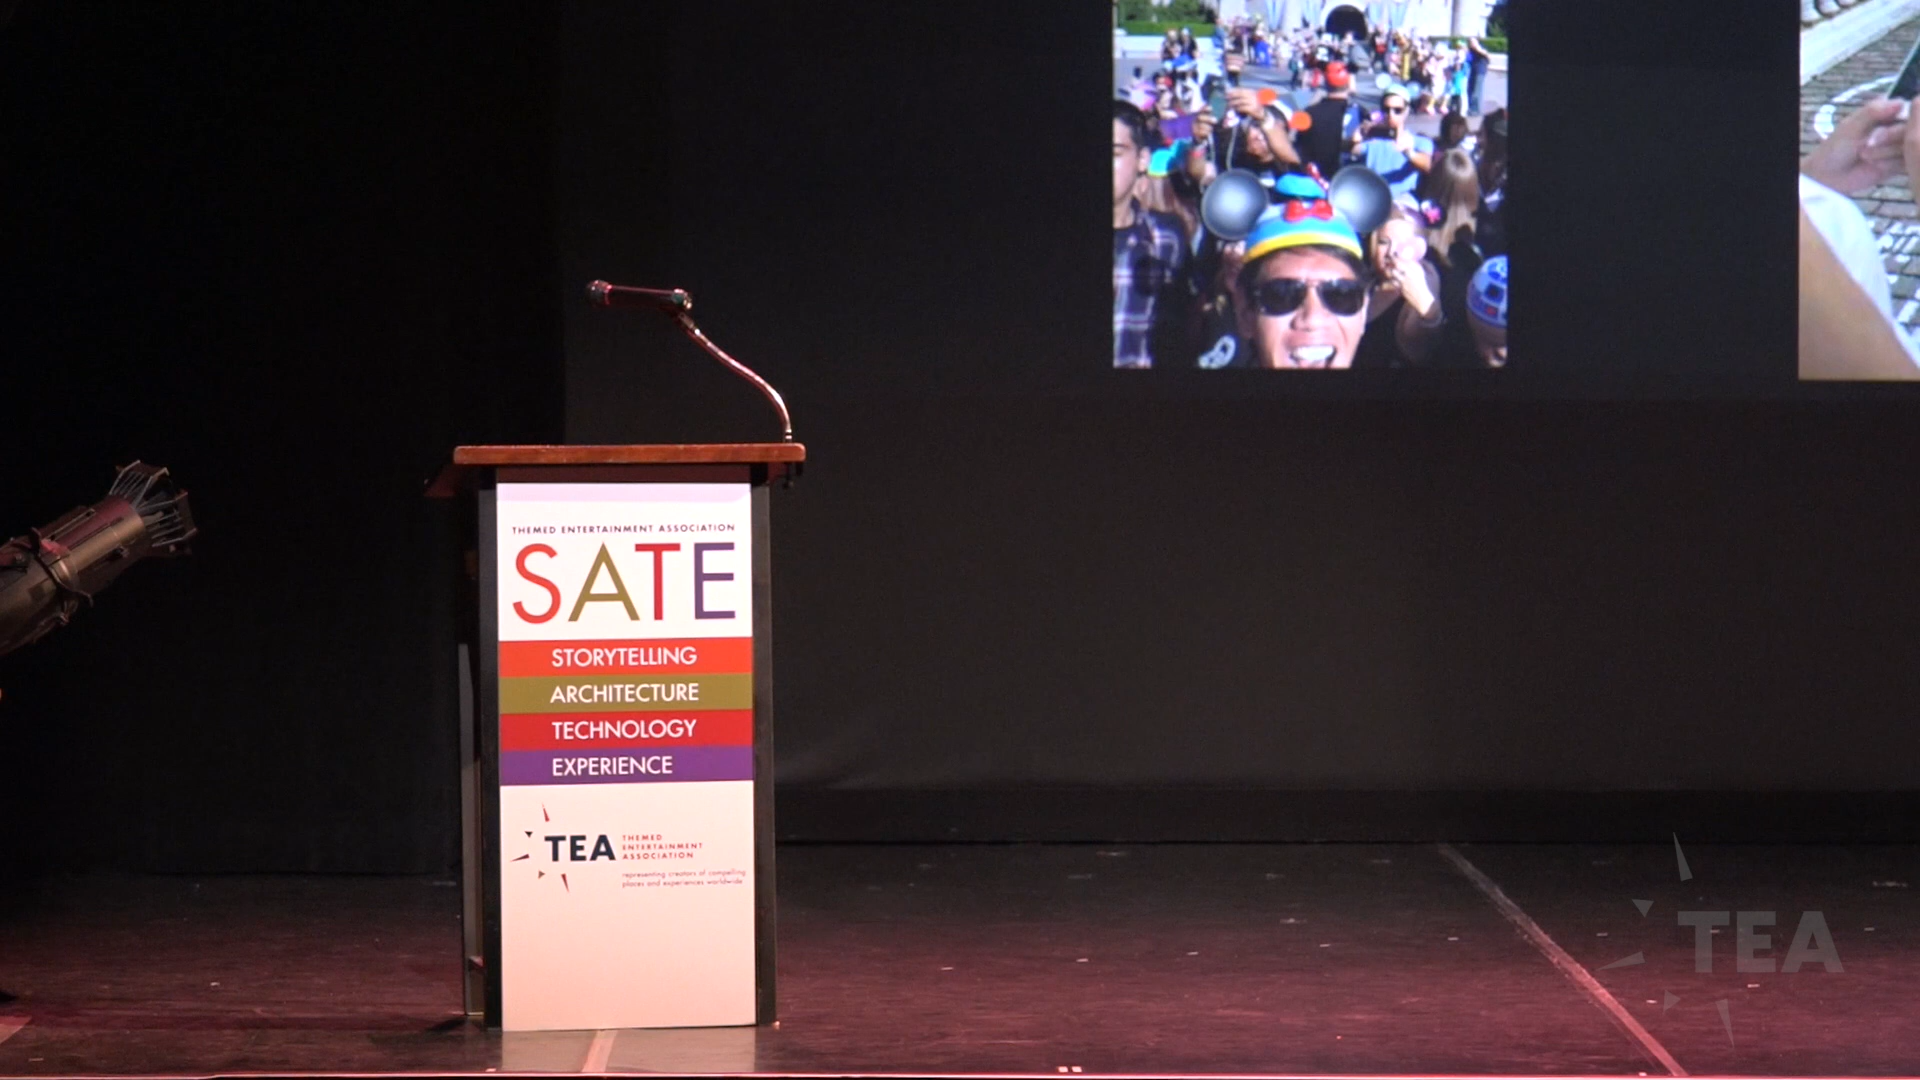 THEMED ENTERTAINMENT ASSOCIATION
SATE
STORYTELLING
ARCHITECTURE
TECHNOLOGY
EXPERIENCE
TEA
THEMED
ENTERTAINMENT
ASSOCIATION
representing creators of compelling
places and experiences worldwide
TEA